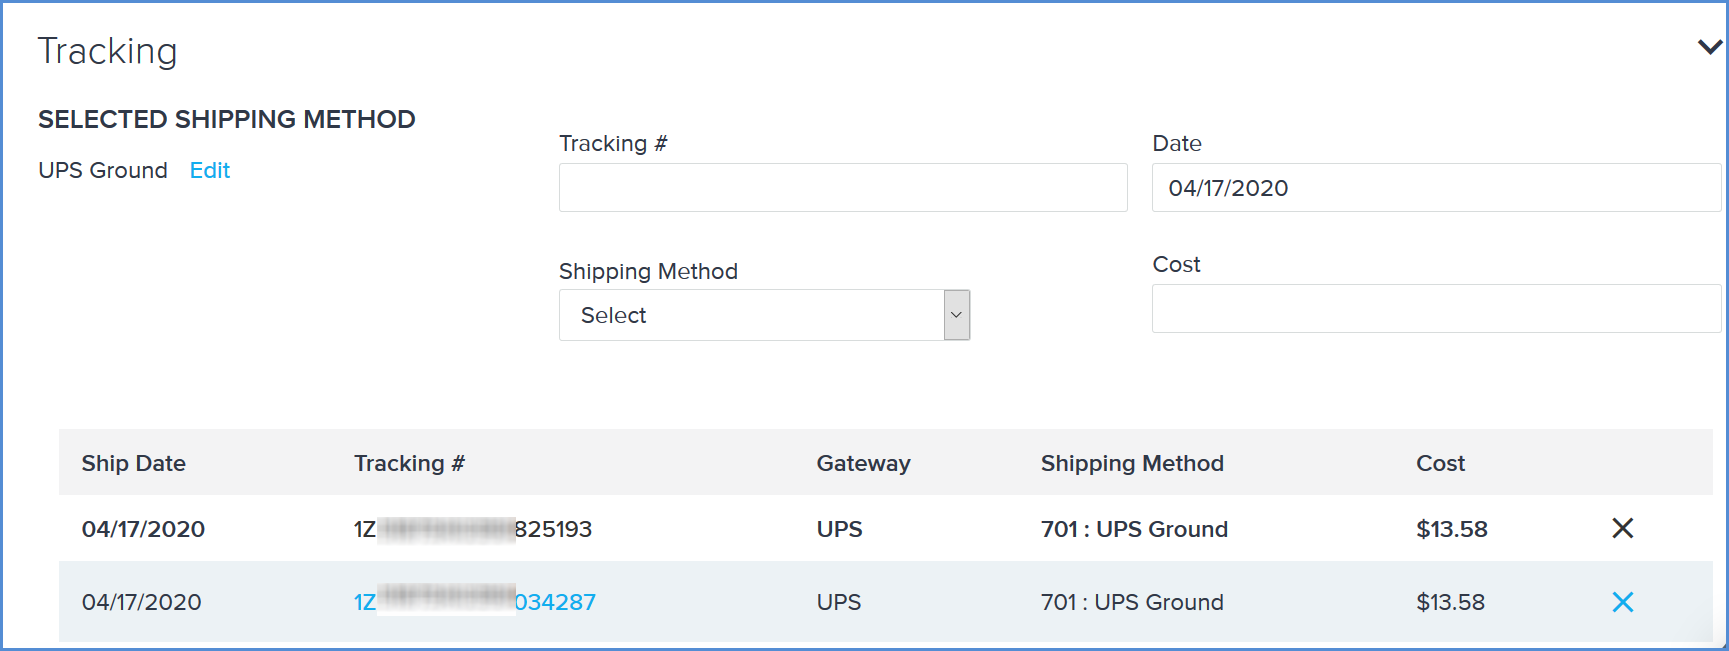 Tracking
SELECTED SHIPPING METHOD
UPS Ground Edit
Tracking #
Date
04/17/2020
Shipping Method
Select
Cost
Ship Date Tracking # Gateway Shipping Method Cost
04/17/2020 1Z 825193 UPS 701 : UPS Ground $13.58
04/17/2020 1Z 034287 UPS 701 : UPS Ground $13.58